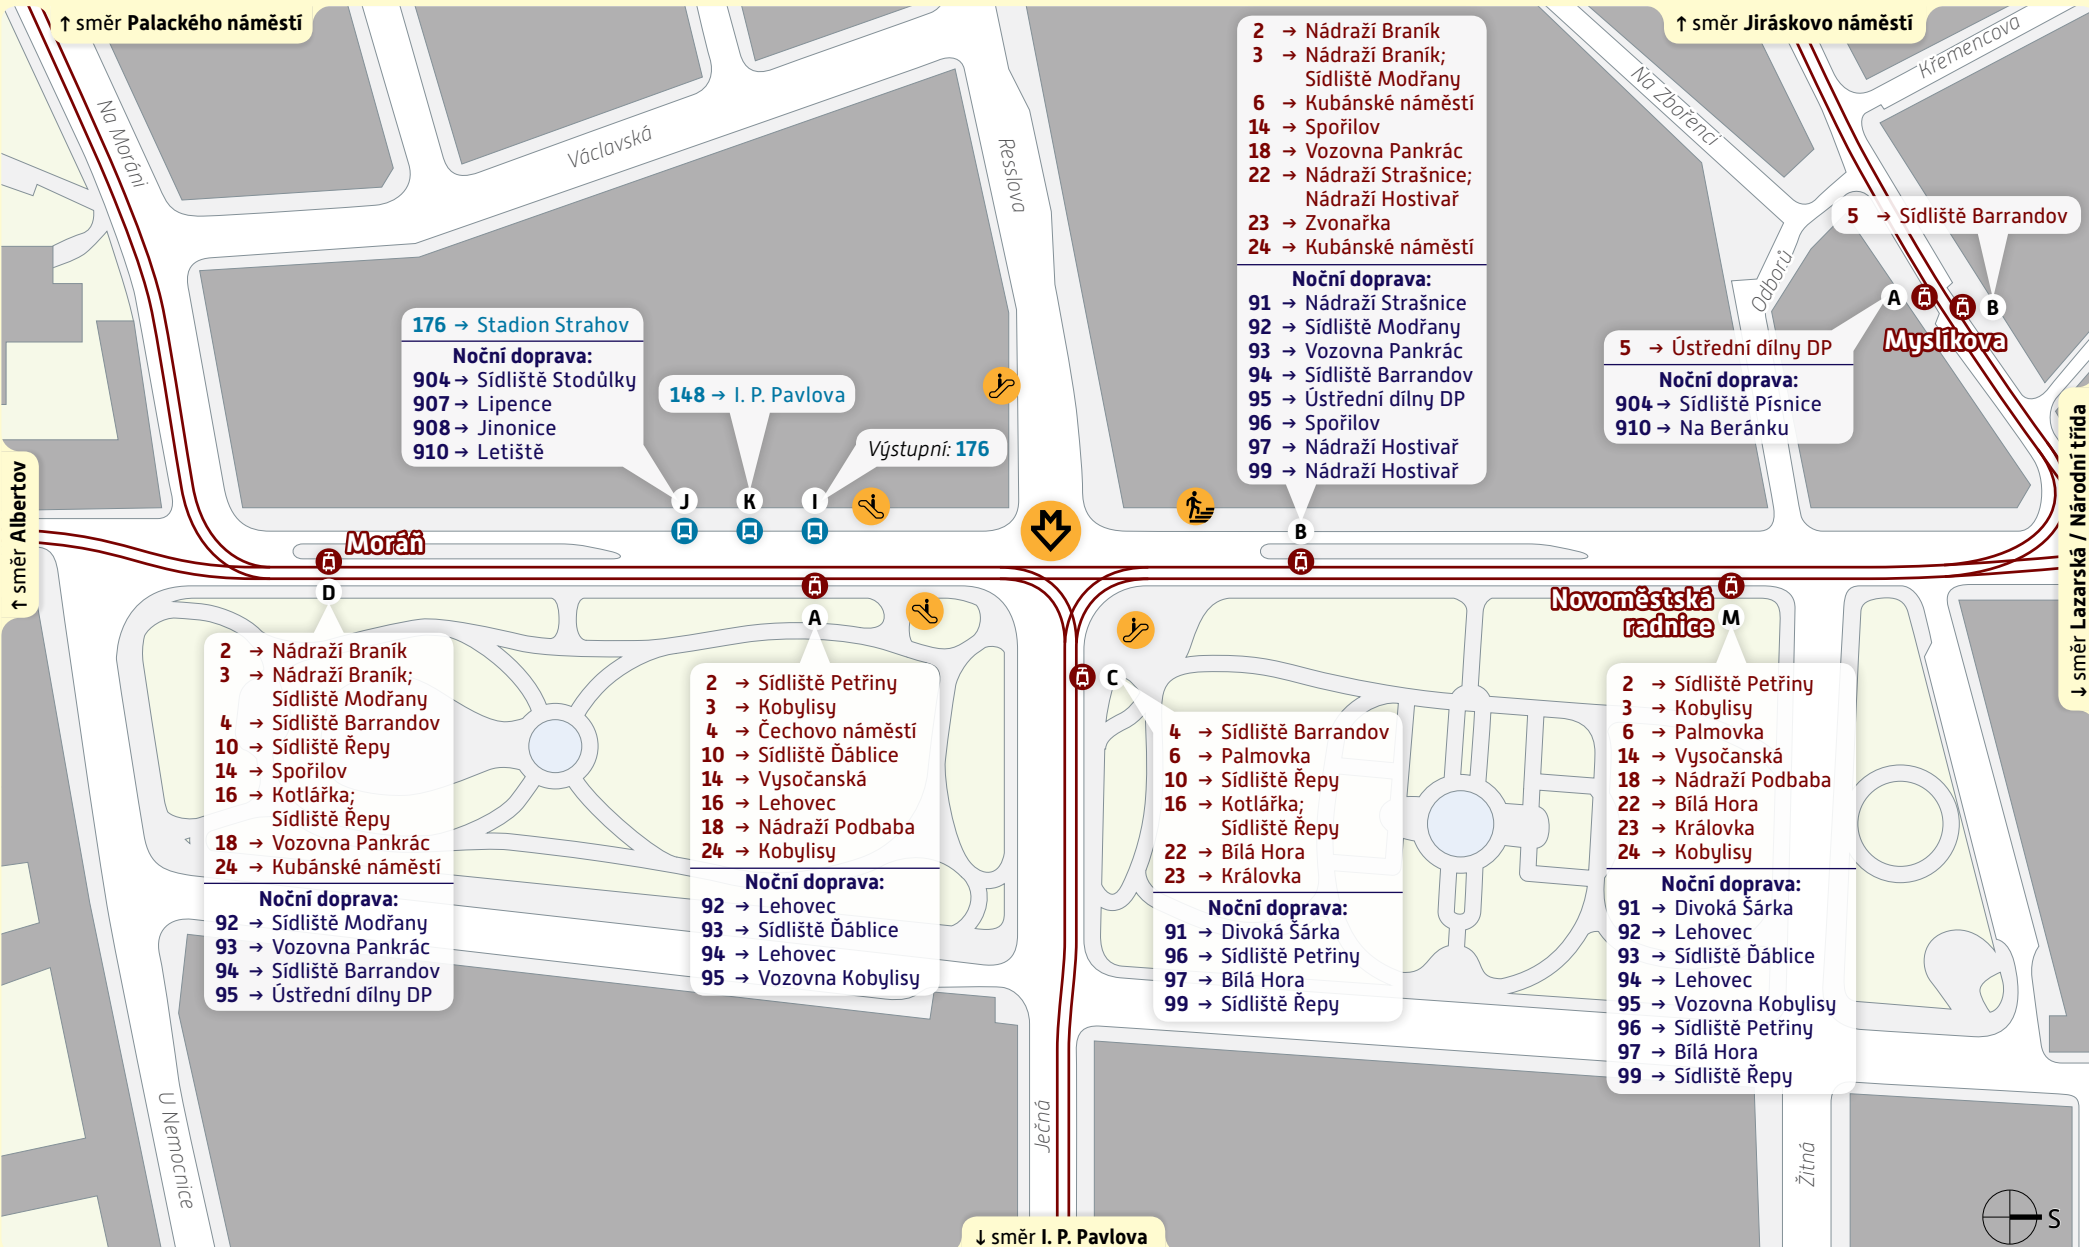 ↑ směr Palackého náměstí
↑ směr Jiráskovo náměstí
Křemencova
Na Zbořenci
Na Moráni
Václavská
Resslova
Odborů
2 → Nádraží Braník
3 → Nádraží Braník;
Sídliště Modřany
6 → Kubánské náměstí
14 → Spořilov
18 → Vozovna Pankrác
22 → Nádraží Strašnice;
Nádraží Hostivař
23 → Zvonařka
24 → Kubánské náměstí
Noční doprava:
91 → Nádraží Strašnice
92 → Sídliště Modřany
93 → Vozovna Pankrác
94 → Sídliště Barrandov
95 → Ústřední dílny DP
96 → Spořilov
97 → Nádraží Hostivař
99 → Nádraží Hostivař
B
5 → Sídliště Barrandov
A
B
Myslíkova
5 → Ústřední dílny DP
Noční doprava:
904 → Sídliště Písnice
910 → Na Beránku
176 → Stadion Strahov
Noční doprava:
904 → Sídliště Stodůlky
907 → Lipence
908 → Jinonice
910 → Letiště
148 → I. P. Pavlova
Výstupní: 176
J
K
I
↑ směr Albertov
↓ směr Lazarská / Národní třída
Moráň
D
A
C
Novoměstská
radnice
M
2 → Nádraží Braník
3 → Nádraží Braník;
Sídliště Modřany
4 → Sídliště Barrandov
10 → Sídliště Řepy
14 → Spořilov
16 → Kotlářka;
Sídliště Řepy
18 → Vozovna Pankrác
24 → Kubánské náměstí
Noční doprava:
92 → Sídliště Modřany
93 → Vozovna Pankrác
94 → Sídliště Barrandov
95 → Ústřední dílny DP
2 → Sídliště Petřiny
3 → Kobylisy
4 → Čechovo náměstí
10 → Sídliště Ďáblice
14 → Vysočanská
16 → Lehovec
18 → Nádraží Podbaba
24 → Kobylisy
Noční doprava:
92 → Lehovec
93 → Sídliště Ďáblice
94 → Lehovec
95 → Vozovna Kobylisy
4 → Sídliště Barrandov
6 → Palmovka
10 → Sídliště Řepy
16 → Kotlářka;
Sídliště Řepy
22 → Bílá Hora
23 → Královka
Noční doprava:
91 → Divoká Šárka
96 → Sídliště Petřiny
97 → Bílá Hora
99 → Sídliště Řepy
2 → Sídliště Petřiny
3 → Kobylisy
6 → Palmovka
14 → Vysočanská
18 → Nádraží Podbaba
22 → Bílá Hora
23 → Královka
24 → Kobylisy
Noční doprava:
91 → Divoká Šárka
92 → Lehovec
93 → Sídliště Ďáblice
94 → Lehovec
95 → Vozovna Kobylisy
96 → Sídliště Petřiny
97 → Bílá Hora
99 → Sídliště Řepy
U Nemocnice
Ječná
Žitná
↓ směr I. P. Pavlova
S